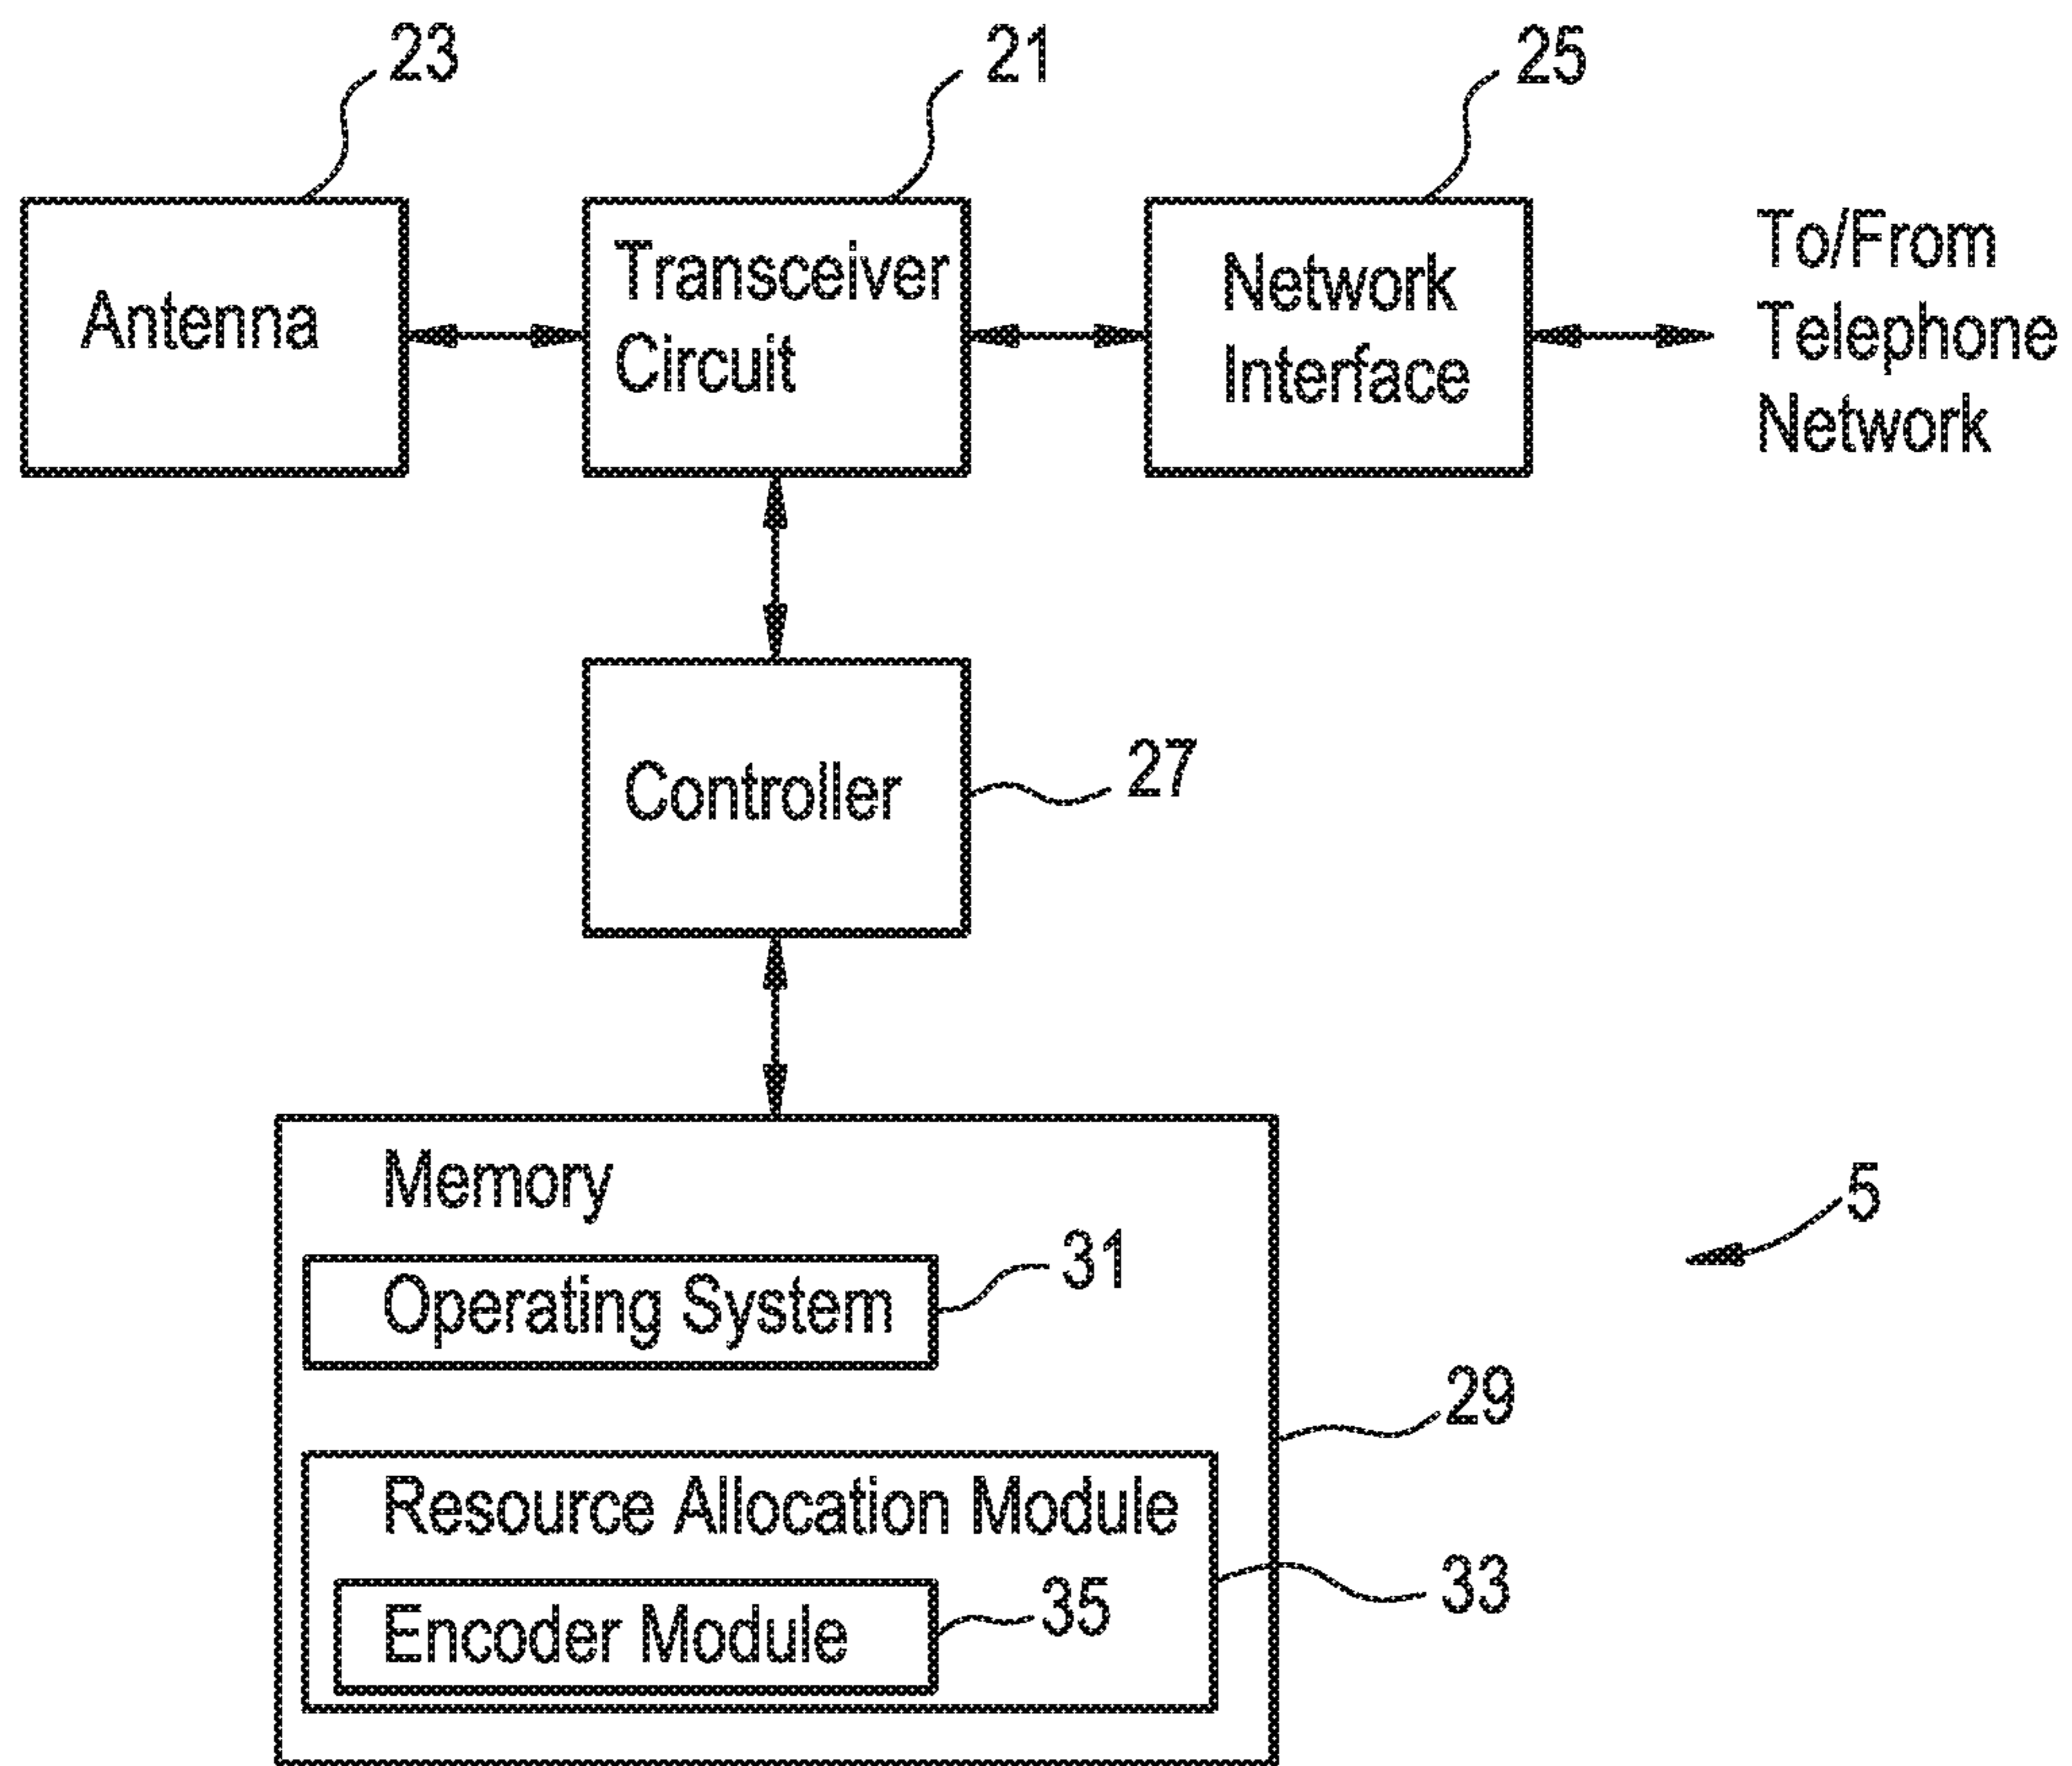 23
21
25
Antenna
Transceiver
Circuit
Network
Interface
To/From
Telephone
Network
Controller
27
Memory
Operating System
31
5
29
Resource Allocation Module
33
Encoder Module
35